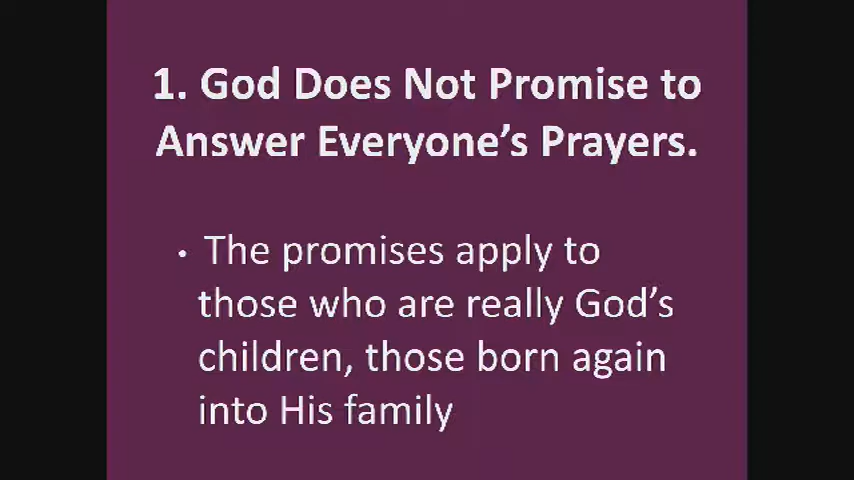 1. God Does Not Promise to
Answer Everyone’s Prayers.
• The promises apply to
those who are really God’s
children, those born again
into His family